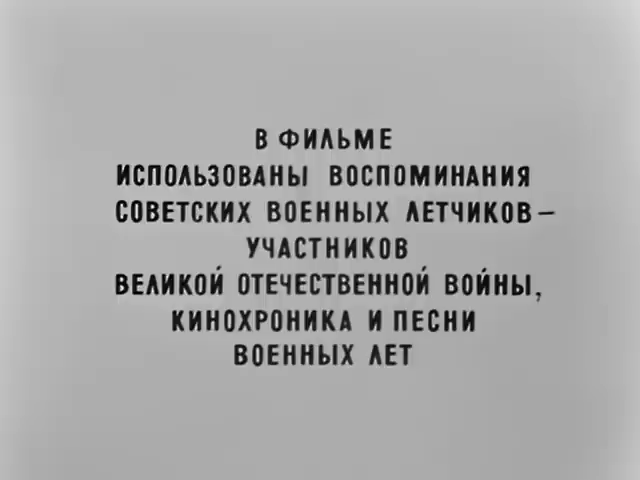 В ФИЛЬМЕ
ИСПОЛЬЗОВАНЫ ВОСПОМИНАНИЯ
СОВЕТСКИХ ВОЕННЫХ ЛЕТЧИКОВ –
УЧАСТНИКОВ
ВЕЛИКОЙ ОТЕЧЕСТВЕННОЙ ВОЙНЫ,
КИНОХРОНИКА И ПЕСНИ
ВОЕННЫХ ЛЕТ